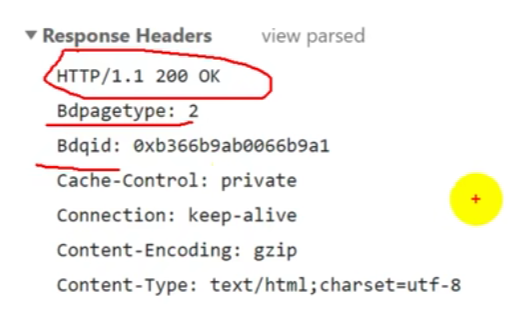 Response Headers view parsed
HTTP/1.1 200 OK
Bdpagetype: 2
Bdqid: 0xb366b9ab0066b9a1
Cache-Control: private
Connection: keep-alive
Content-Encoding: gzip
Content-Type: text/html;charset=utf-8